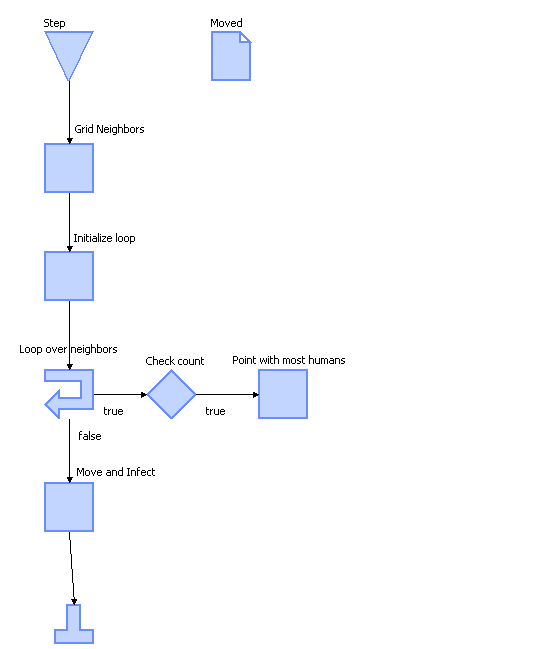 Step
Moved
Grid Neighbors
Initialize loop
Loop over neighbors
Check count
Point with most humans
true
true
false
Move and Infect